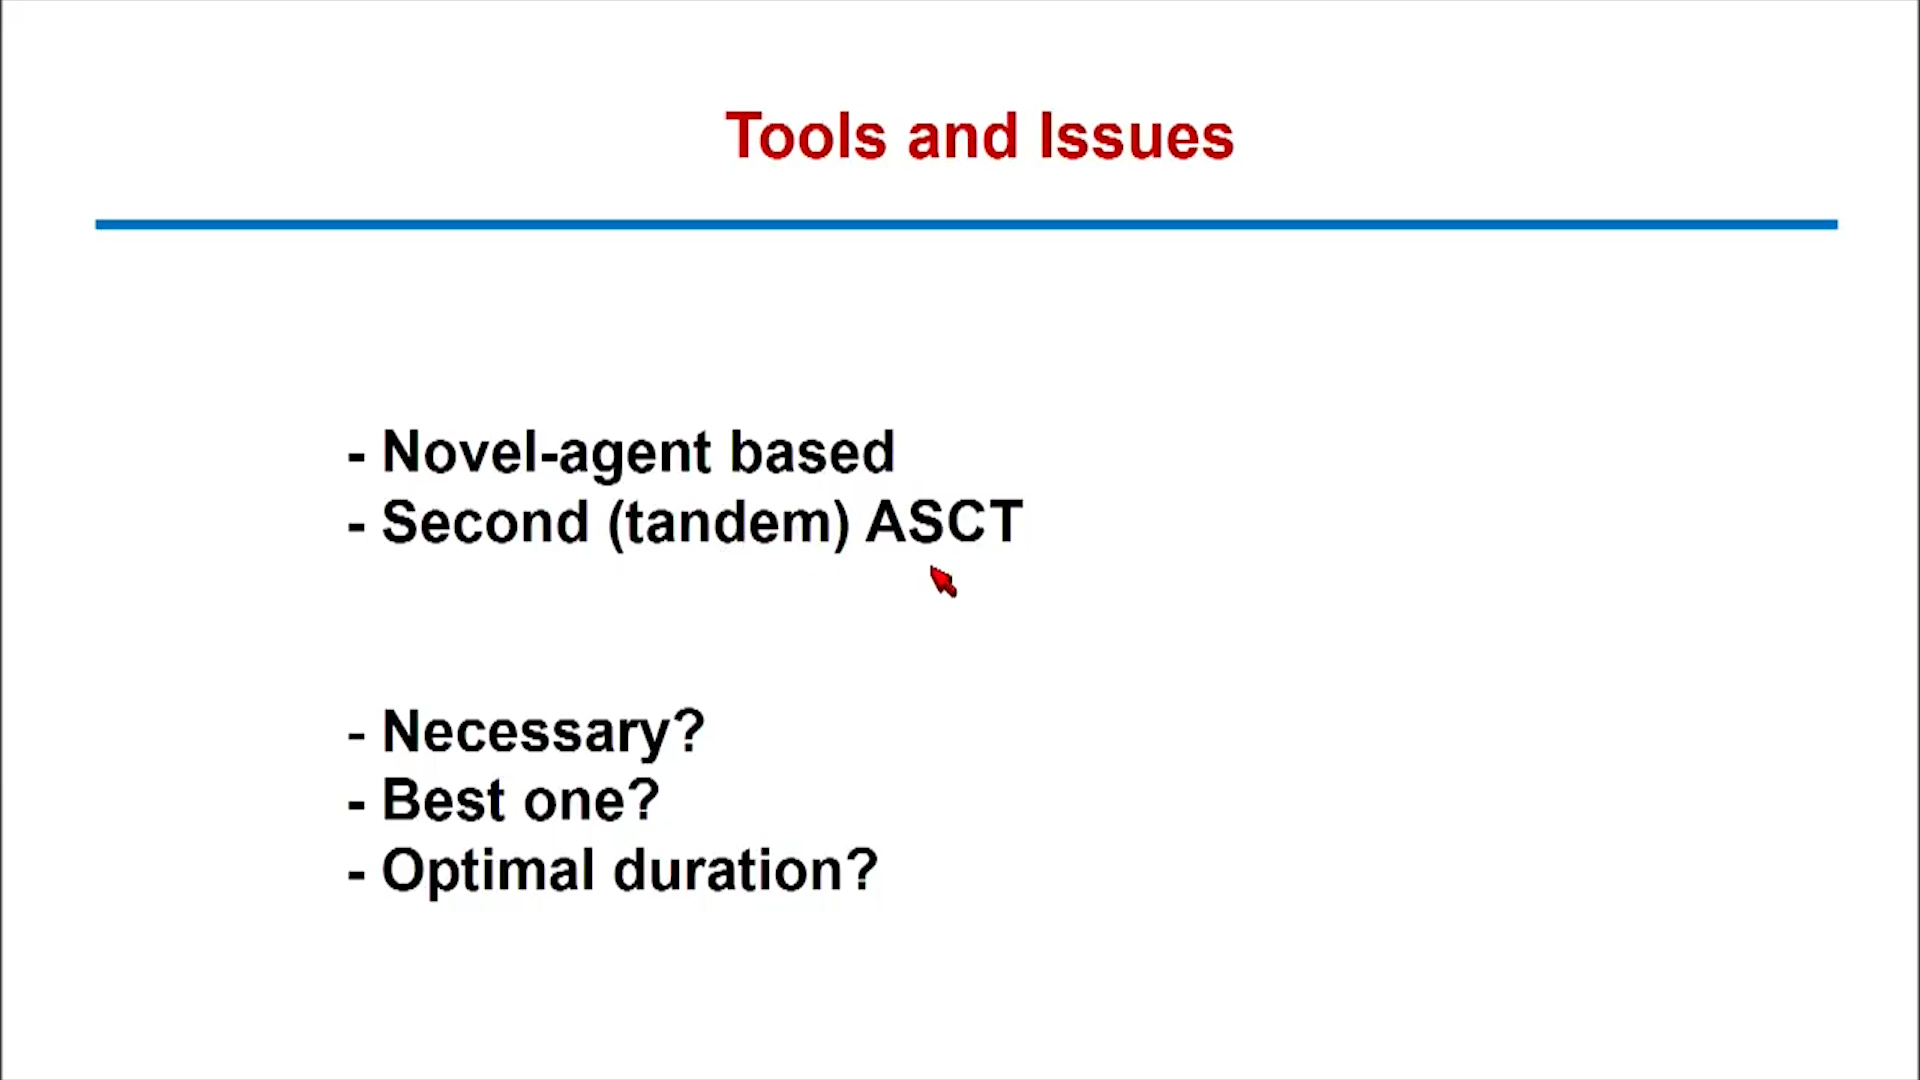 Tools and Issues
- Novel-agent based
- Second (tandem) ASCT
- Necessary?
- Best one?
- Optimal duration?